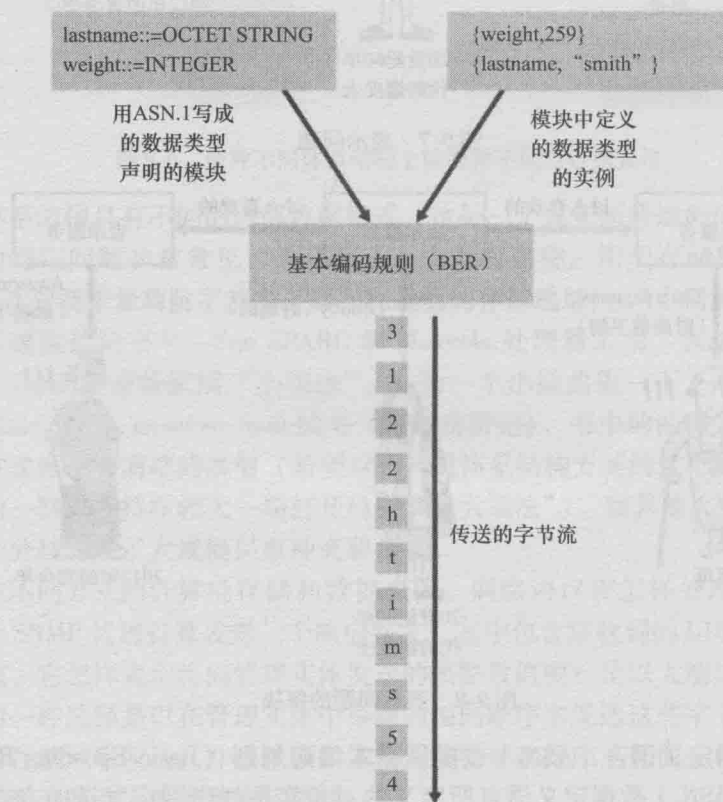 lastname::=OCTET STRING
weight::=INTEGER
{weight,259}
{lastname, “smith” }
用ASN.1写成
的数据类型
声明的模块
模块中定义
的数据类型
的实例
基本编码规则（BER）
3
1
2
2
h
t
i
m
s
5
4
传送的字节流